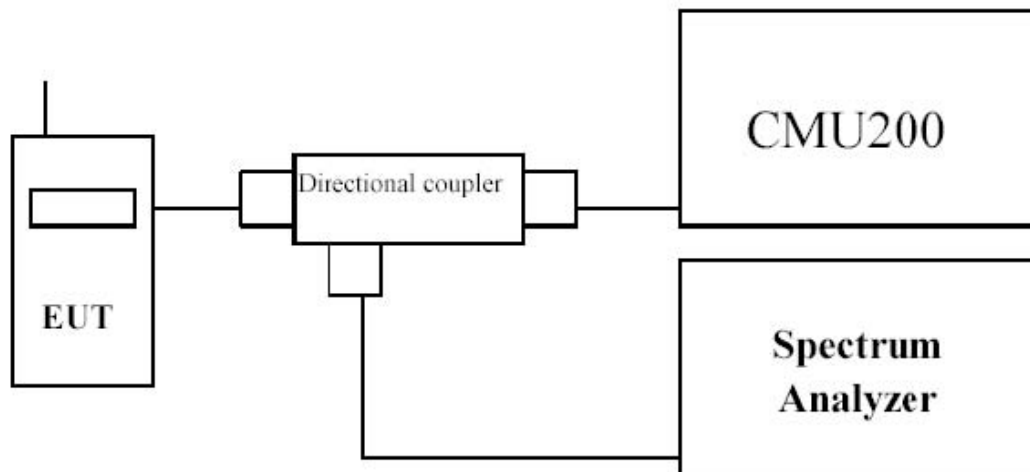 CMU200
Directional coupler
EUT
Spectrum
Analyzer